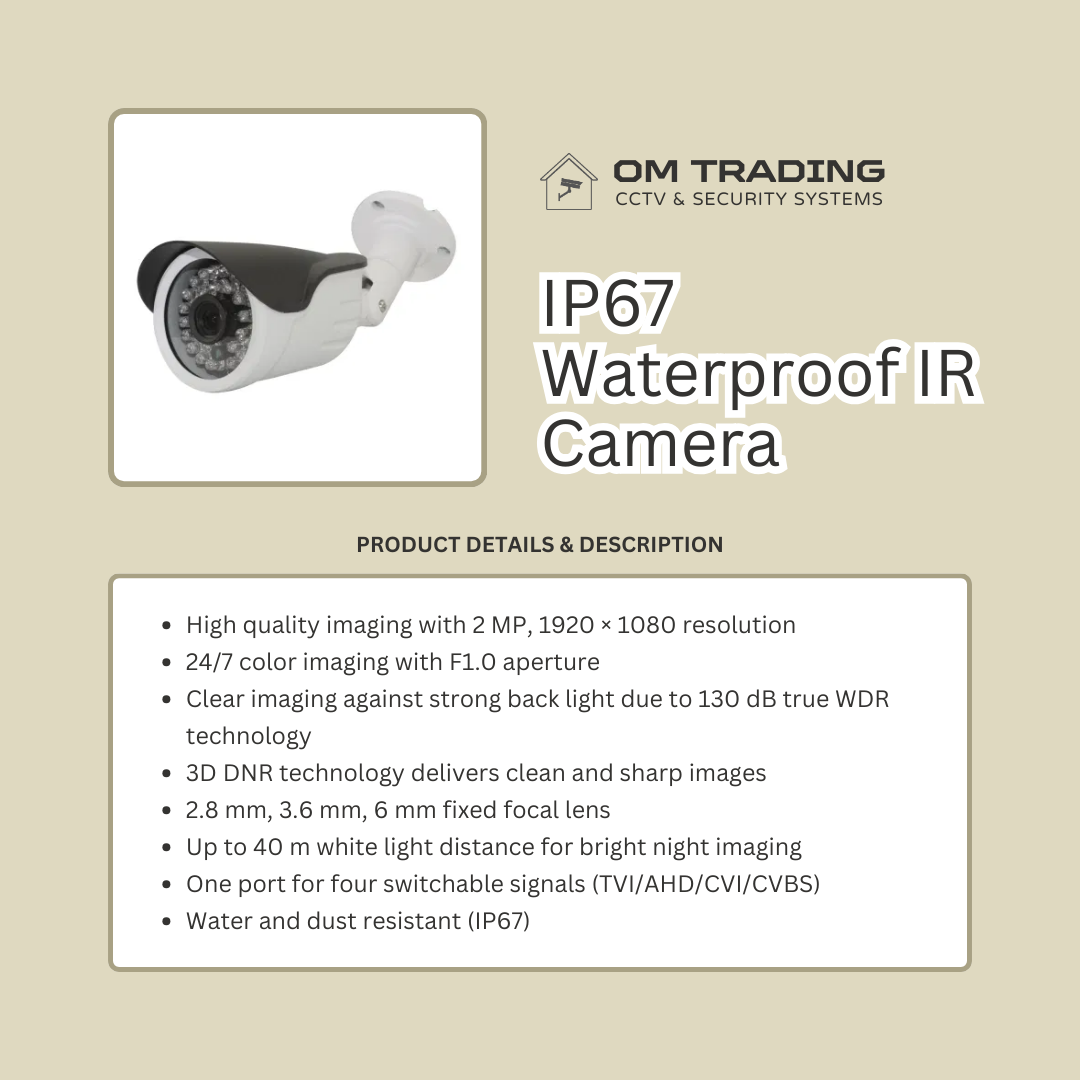 OM TRADING
CCTV & SECURITY SYSTEMS
IP67
Waterproof IR
Camera
PRODUCT DETAILS & DESCRIPTION
• High quality imaging with 2 MP, 1920 × 1080 resolution
• 24/7 color imaging with F1.0 aperture
• Clear imaging against strong back light due to 130 dB true WDR
technology
• 3D DNR technology delivers clean and sharp images
• 2.8 mm, 3.6 mm, 6 mm fixed focal lens
• Up to 40 m white light distance for bright night imaging
• One port for four switchable signals (TVI/AHD/CVI/CVBS)
• Water and dust resistant (IP67)